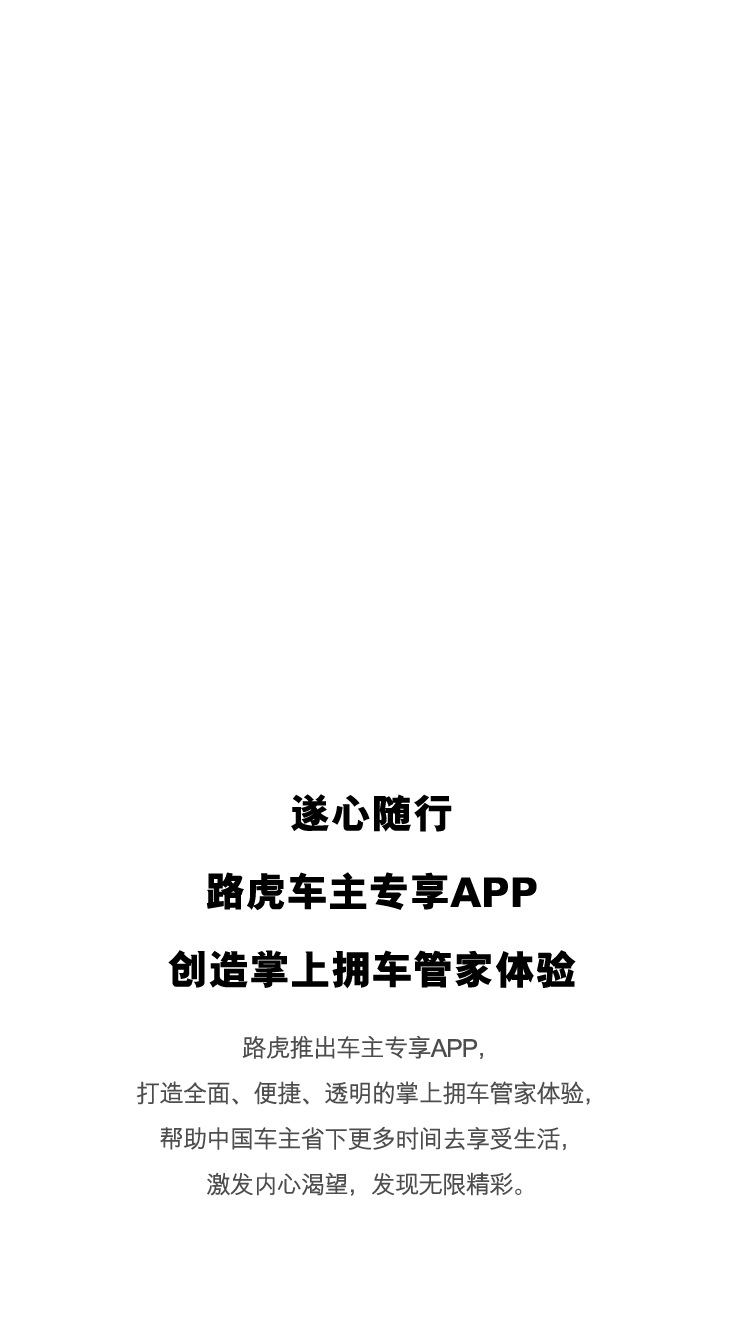 遂心随行
路虎车主专享APP
创造掌上拥车管家体验
路虎推出车主专享APP,
打造全面、便捷、透明的掌上拥车管家体验,
帮助中国车主省下更多时间去享受生活,
激发内心渴望，发现无限精彩。